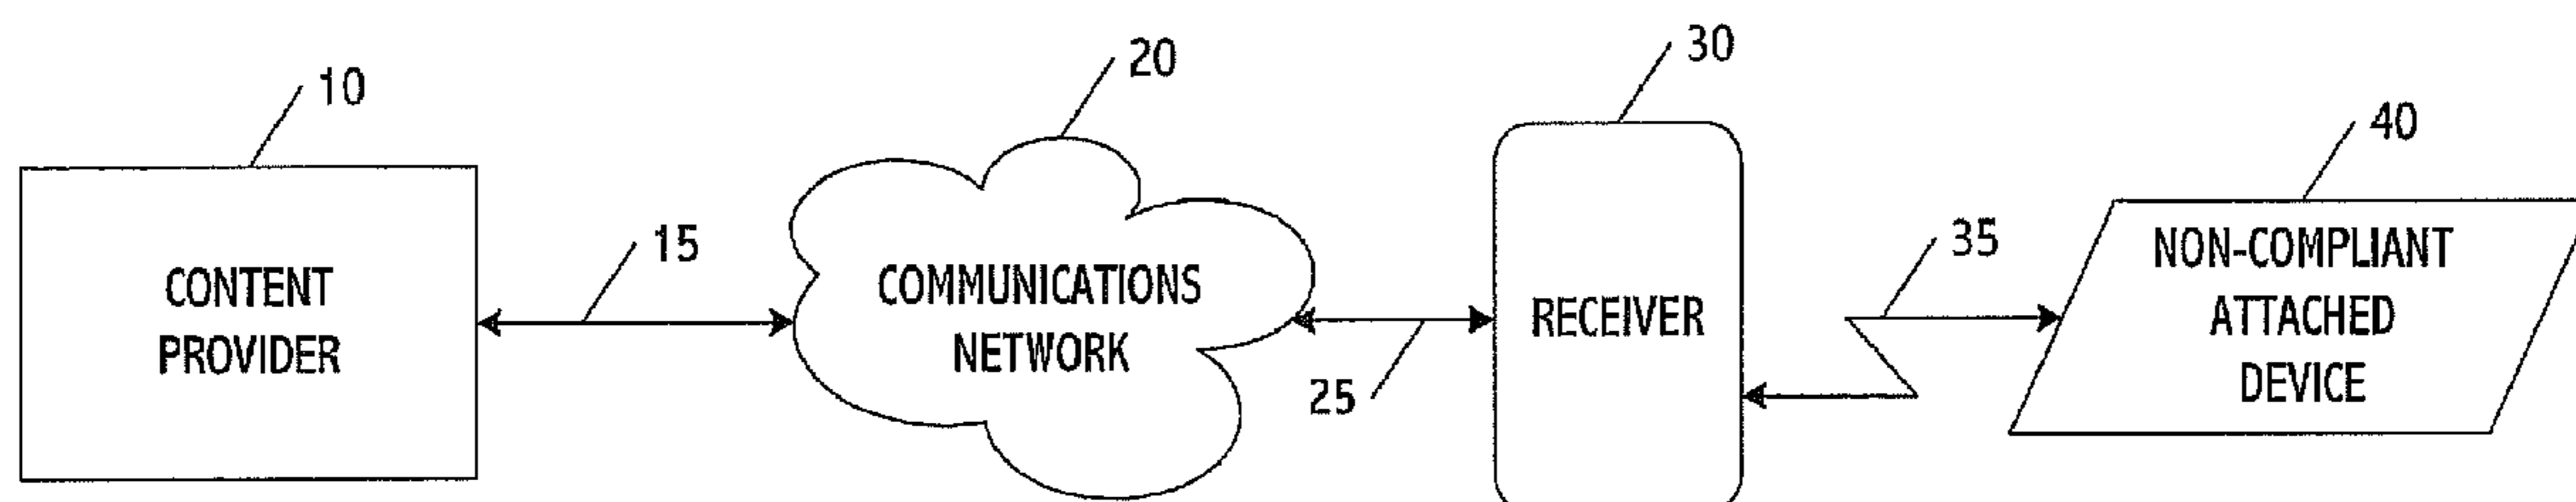 10
20
30
40
15
35
25
CONTENT
PROVIDER
COMMUNICATIONS
NETWORK
RECEIVER
NON-COMPLIANT
ATTACHED
DEVICE